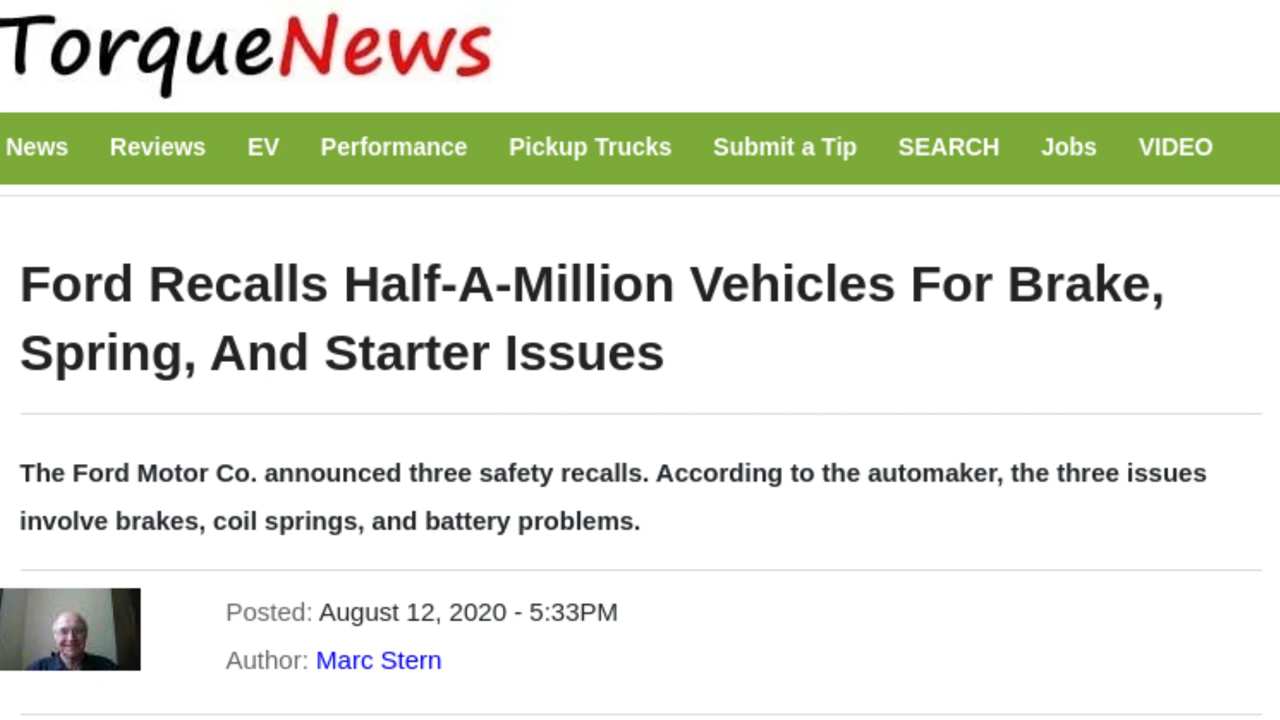 TorqueNews
News Reviews EV Performance Pickup Trucks Submit a Tip SEARCH Jobs VIDEO
Ford Recalls Half-A-Million Vehicles For Brake,
Spring, And Starter Issues
The Ford Motor Co. announced three safety recalls. According to the automaker, the three issues
involve brakes, coil springs, and battery problems.
Posted: August 12, 2020 - 5:33PM
Author: Marc Stern